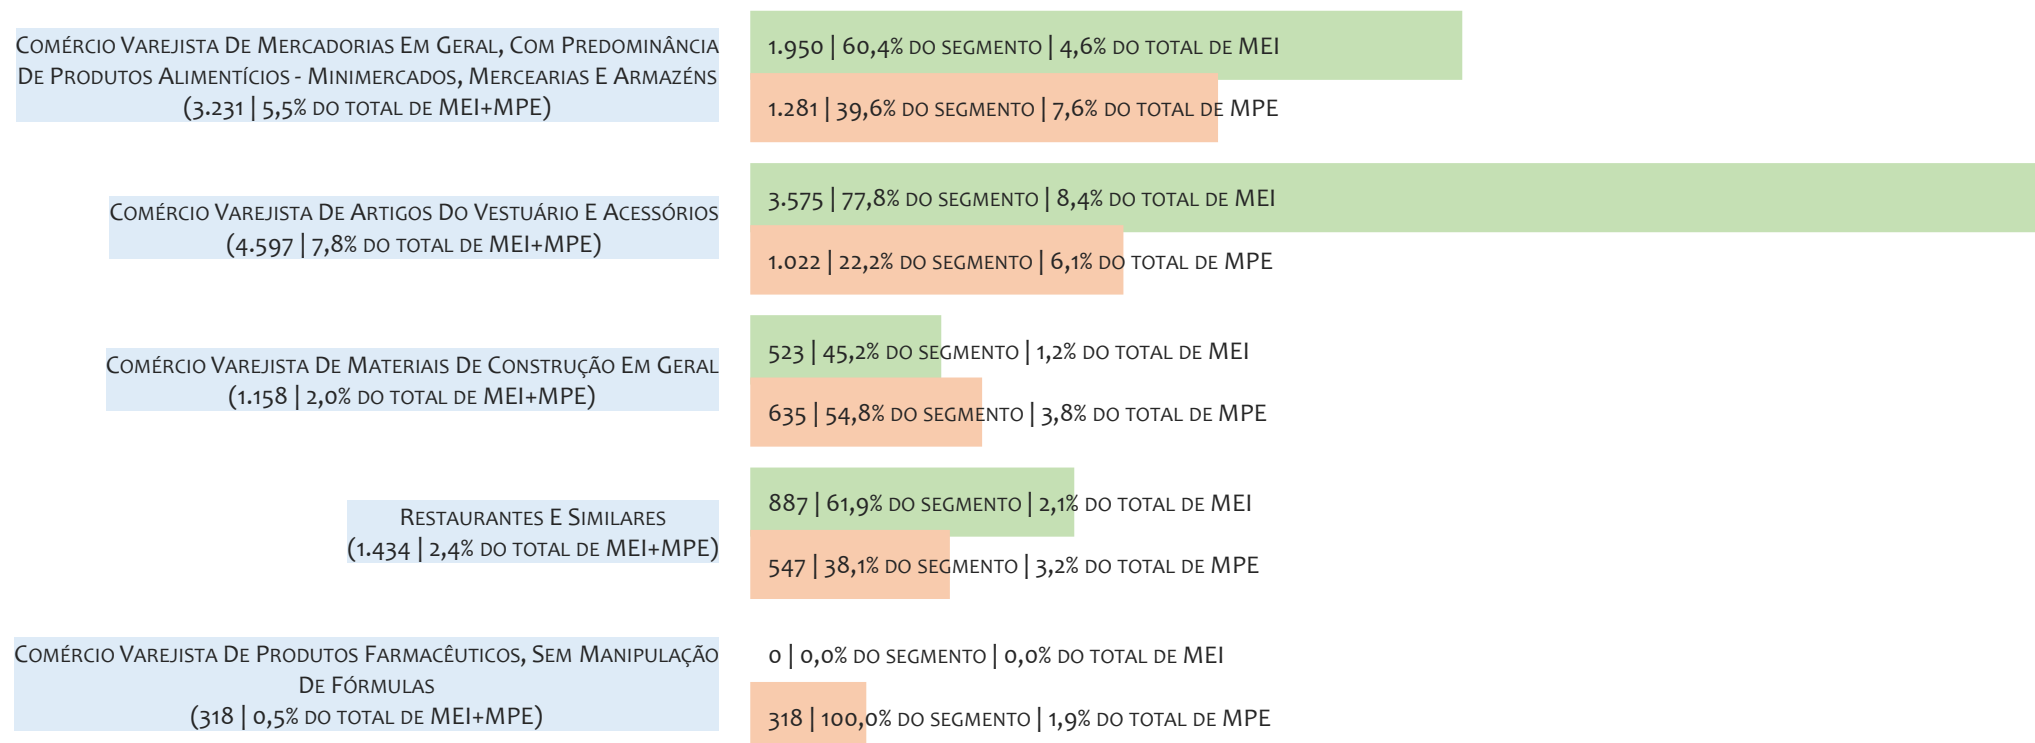 Comércio Varejista De Mercadorias Em Geral, Com Predominância
De Produtos Alimentícios - Minimercados, Mercearias E Armazéns
(3.231 | 5,5% do total de MEI+MPE)
1.950 | 60,4% do segmento | 4,6% do total de MEI
1.281 | 39,6% do segmento | 7,6% do total de MPE
Comércio Varejista De Artigos Do Vestuário E Acessórios
(4.597 | 7,8% do total de MEI+MPE)
3.575 | 77,8% do segmento | 8,4% do total de MEI
1.022 | 22,2% do segmento | 6,1% do total de MPE
Comércio Varejista De Materiais De Construção Em Geral
(1.158 | 2,0% do total de MEI+MPE)
523 | 45,2% do segmento | 1,2% do total de MEI
635 | 54,8% do segmento | 3,8% do total de MPE
Restaurantes E Similares
(1.434 | 2,4% do total de MEI+MPE)
887 | 61,9% do segmento | 2,1% do total de MEI
547 | 38,1% do segmento | 3,2% do total de MPE
Comércio Varejista De Produtos Farmacêuticos, Sem Manipulação
De Fórmulas
(318 | 0,5% do total de MEI+MPE)
0 | 0,0% do segmento | 0,0% do total de MEI
318 | 100,0% do segmento | 1,9% do total de MPE